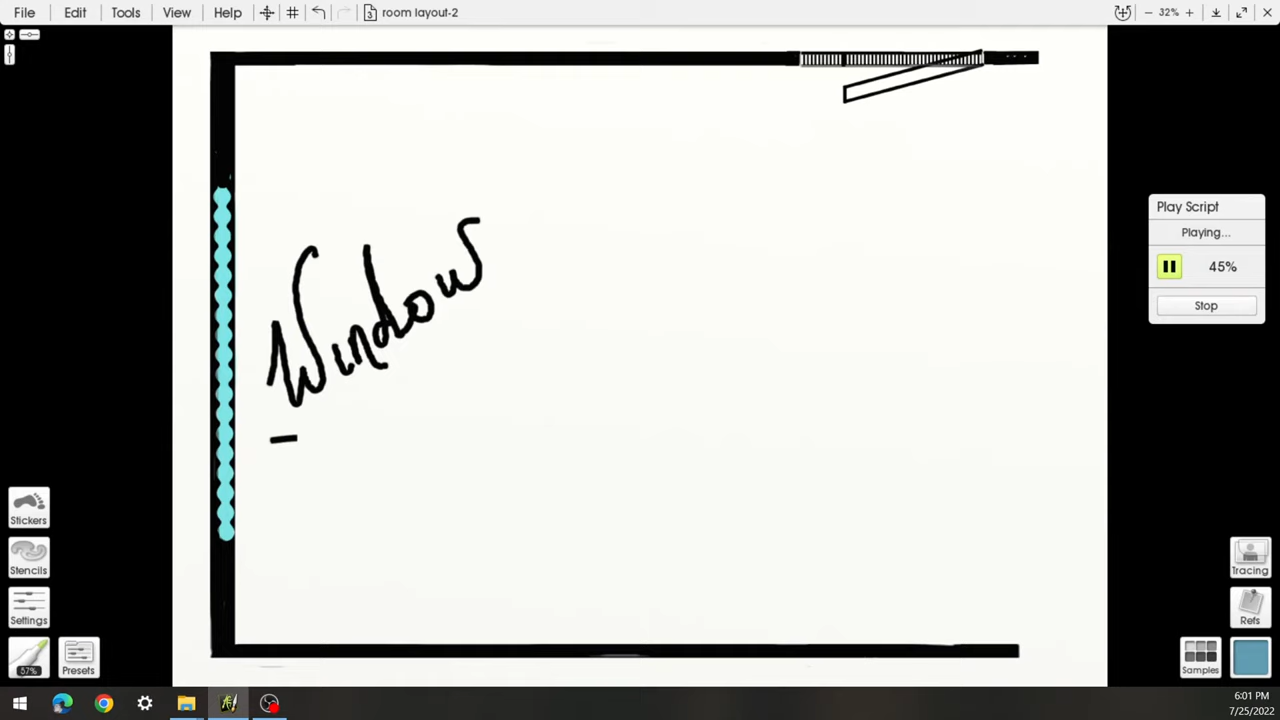 File Edit Tools View Help room layout-2 32%
Play Script
Playing...
45%
Stop
Window
Stickers
Stencils
Settings
57%
Presets
Tracing
Refs
Samples
6:01 PM
7/25/2022